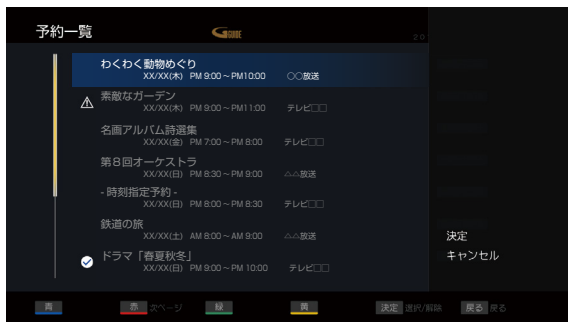 予約一覧
G GUIDE
20
わくわく動物めぐり
XX/XX(木) PM 9:00～PM10:00 ○○放送
素敵なガーデン
XX/XX(木) PM 9:00～PM11:00 テレビ□□
名画アルバム詩選集
XX/XX(金) PM 7:00～PM 8:00 テレビ□□
第8回オーケストラ
XX/XX(日) PM 8:30～PM 9:00 △△放送
- 時刻指定予約 -
XX/XX(日) PM 8:00～PM 8:30 テレビ□□
鉄道の旅
XX/XX(土) AM 8:00～AM 9:00 △△放送
ドラマ「春夏秋冬」
XX/XX(日) PM 9:00～PM 10:00 テレビ□□
決定
キャンセル
青 赤 次ページ 緑 黄 決定 選択/解除 戻る 戻る